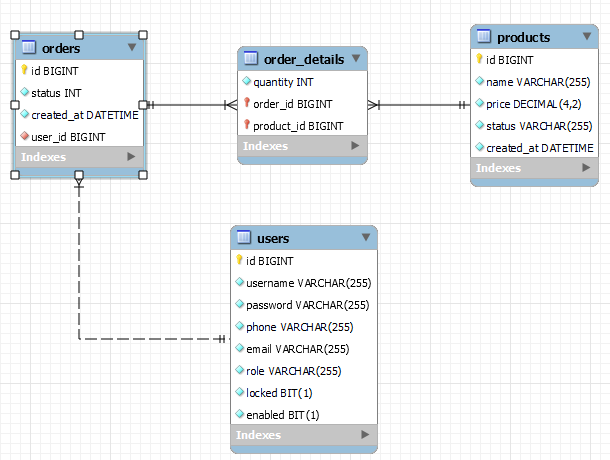 orders
id BIGINT
status INT
created_at DATETIME
user_id BIGINT
Indexes
order_details
quantity INT
order_id BIGINT
product_id BIGINT
Indexes
products
id BIGINT
name VARCHAR(255)
price DECIMAL(4,2)
status VARCHAR(255)
created_at DATETIME
Indexes
users
id BIGINT
username VARCHAR(255)
password VARCHAR(255)
phone VARCHAR(255)
email VARCHAR(255)
role VARCHAR(255)
locked BIT(1)
enabled BIT(1)
Indexes